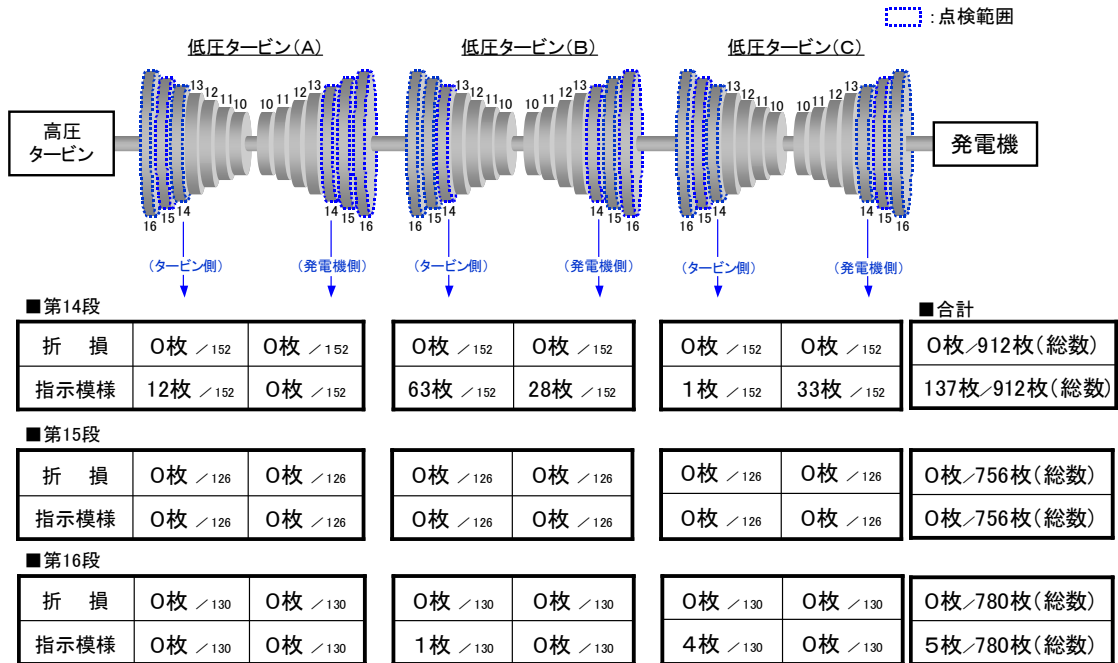 ：点検範囲
低圧タービン（A） 低圧タービン（B） 低圧タービン（C）
高圧
タービン
発電機
13 12 11 10 10 11 12 13 13 12 11 10 10 11 12 13 13 12 11 10 10 11 12 13
16 15 14 14 15 16 16 15 14 14 15 16 16 15 14 14 15 16
（タービン側） （発電機側） （タービン側） （発電機側） （タービン側） （発電機側）
■第14段 ■合計
折 損 0枚／152 0枚／152 0枚／152 0枚／152 0枚／152 0枚／152 0枚／912枚（総数）
指示模様 12枚／152 0枚／152 63枚／152 28枚／152 1枚／152 33枚／152 137枚／912枚（総数）
■第15段
折 損 0枚／126 0枚／126 0枚／126 0枚／126 0枚／126 0枚／126 0枚／756枚（総数）
指示模様 0枚／126 0枚／126 0枚／126 0枚／126 0枚／126 0枚／126 0枚／756枚（総数）
■第16段
折 損 0枚／130 0枚／130 0枚／130 0枚／130 0枚／130 0枚／130 0枚／780枚（総数）
指示模様 0枚／130 0枚／130 1枚／130 0枚／130 4枚／130 0枚／130 5枚／780枚（総数）